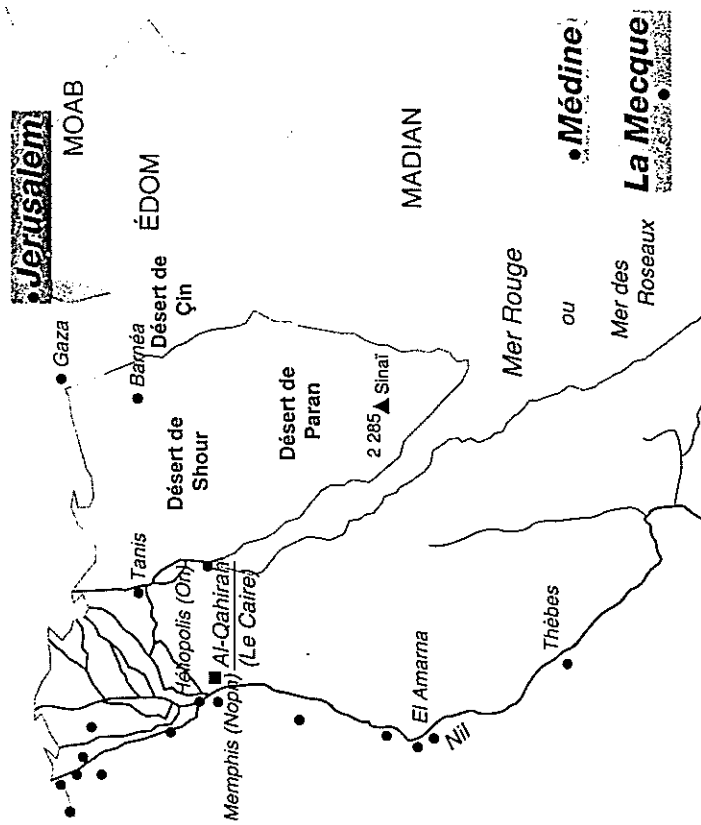 Jerusalem
MOAB
Gaza
ÉDOM
Barnéa
Désert de
Çin
Tanis
Désert de
Shour
Héliopolis (On)
Al-Qahirah
(Le Caire)
Memphis (Noph)
Désert de
Paran
2 285
Sinaï
MADIAN
El Amarna
Nil
Mer Rouge
ou
Mer des
Roseaux
Thèbes
Médine
La Mecque